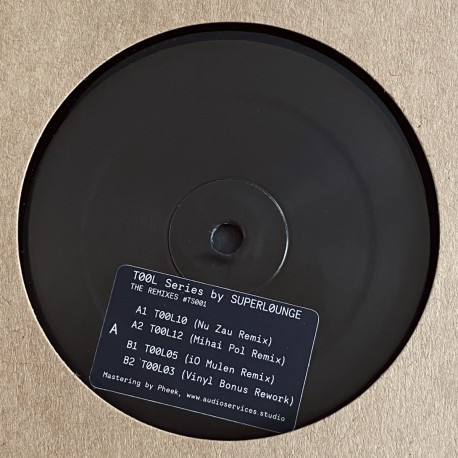 T00L Series by SUPERL0UNGE
THE REMIXES #TS001
A1 T00L10 (Nu Zau Remix)
A2 T00L12 (Mihai Pol Remix)
A
B1 T00L05 (iO Mulen Remix)
B2 T00L03 (Vinyl Bonus Rework)
Mastering by Pheek, www.audioservices.studio